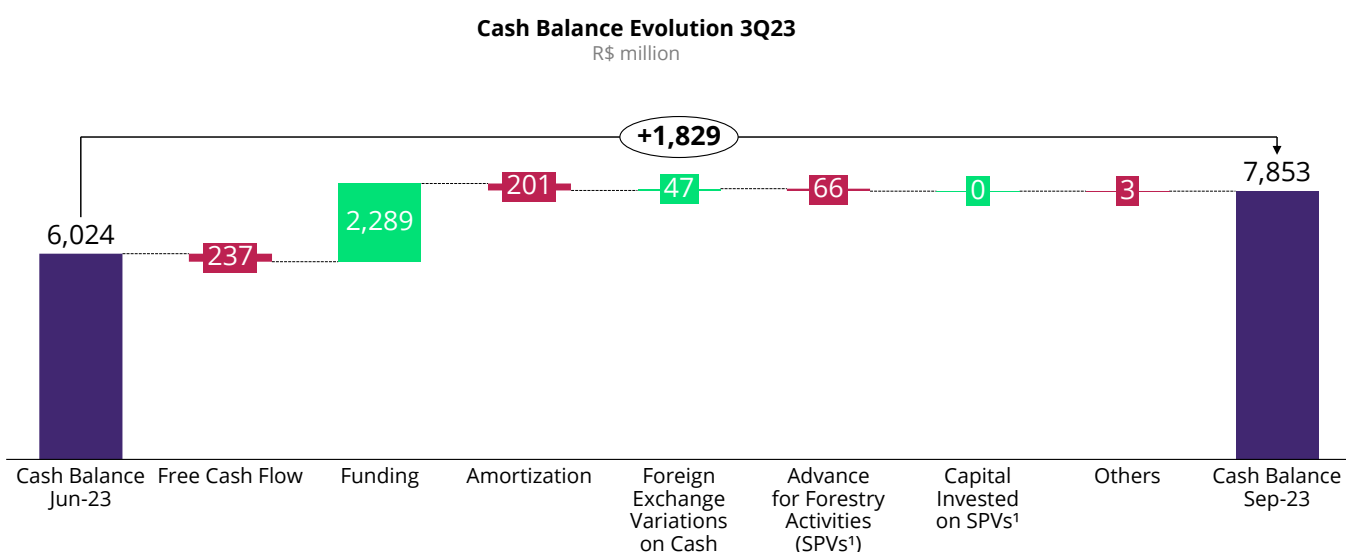 Cash Balance Evolution 3Q23
R$ million
+1,829
6,024
237
2,289
201
47
66
0
3
7,853
Cash Balance
Jun-23
Free Cash Flow
Funding
Amortization
Foreign
Exchange
Variations
on Cash
Advance
for Forestry
Activities
(SPVs¹)
Capital
Invested
on SPVs¹
Others
Cash Balance
Sep-23